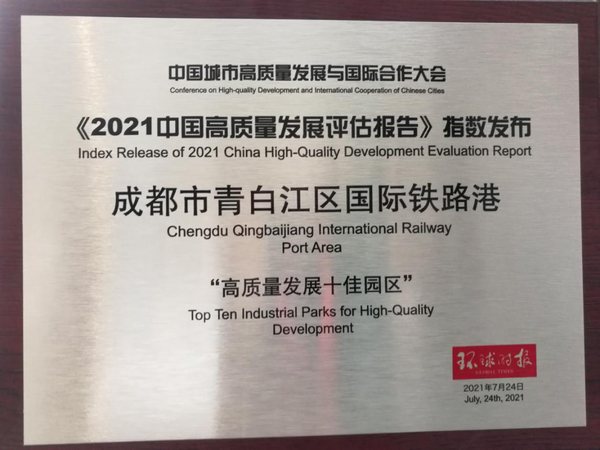 中国城市高质量发展与国际合作大会
Conference on High-quality Development and International Cooperation of Chinese Cities
《2021中国高质量发展评估报告》指数发布
Index Release of 2021 China High-Quality Development Evaluation Report
成都市青白江区国际铁路港
Chengdu Qingbaijiang International Railway
Port Area
“高质量发展十佳园区”
Top Ten Industrial Parks for High-Quality
Development
环球时报
GLOBAL TIMES
2021年7月24日
July, 24th, 2021